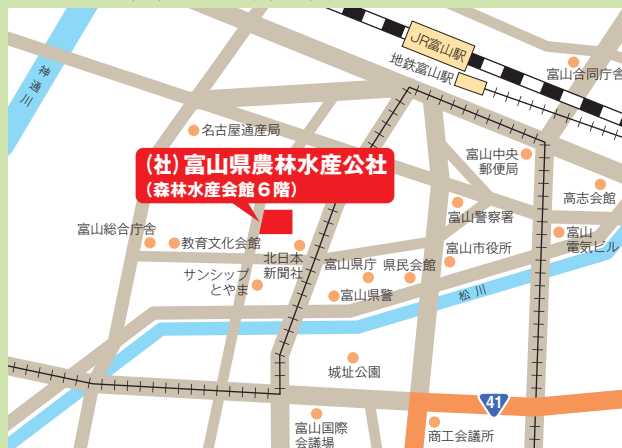 JR富山駅
地鉄富山駅
富山合同庁舎
神通川
名古屋通産局
(社)富山県農林水産公社
(森林水産会館6階)
富山中央
郵便局
高志会館
富山警察署
富山
電気ビル
富山総合庁舎
教育文化会館
北日本
新聞社
富山市役所
サンシップ
とやま
富山県庁
県民会館
富山県警
松川
城址公園
41
富山国際
会議場
商工会議所